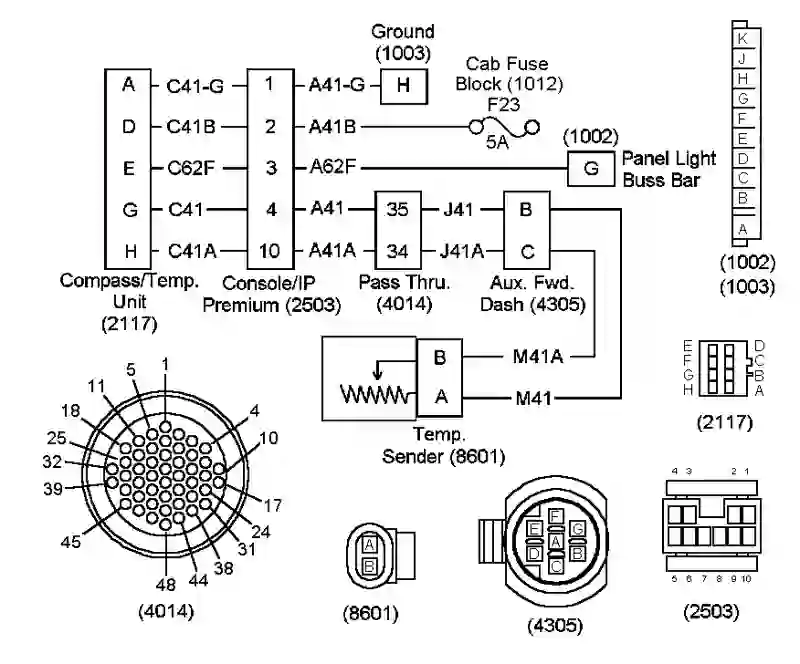 Ground
(1003)
Cab Fuse
Block (1012)
F23
5A
A C41-G 1 A41-G H
D C41B 2 A41B
(1002)
E C62F 3 A62F G Panel Light
Buss Bar
G C41 4 A41 35 J41 B
H C41A 10 A41A 34 J41A C
Compass/Temp.
Unit
(2117)
Console/IP
Premium (2503)
Pass Thru.
(4014)
Aux. Fwd.
Dash (4305)
B M41A
A M41
Temp.
Sender (8601)
K
J
H
G
F
E
D
C
B
A
(1002)
(1003)
E D
F C
G B
H A
(2117)
1
5
11
4
18
25
10
32
39
17
24
45
31
38
44
48
(4014)
A
B
(8601)
F
E G
A
D B
C
(4305)
4 3 2 1
5 6 7 8 9 10
(2503)